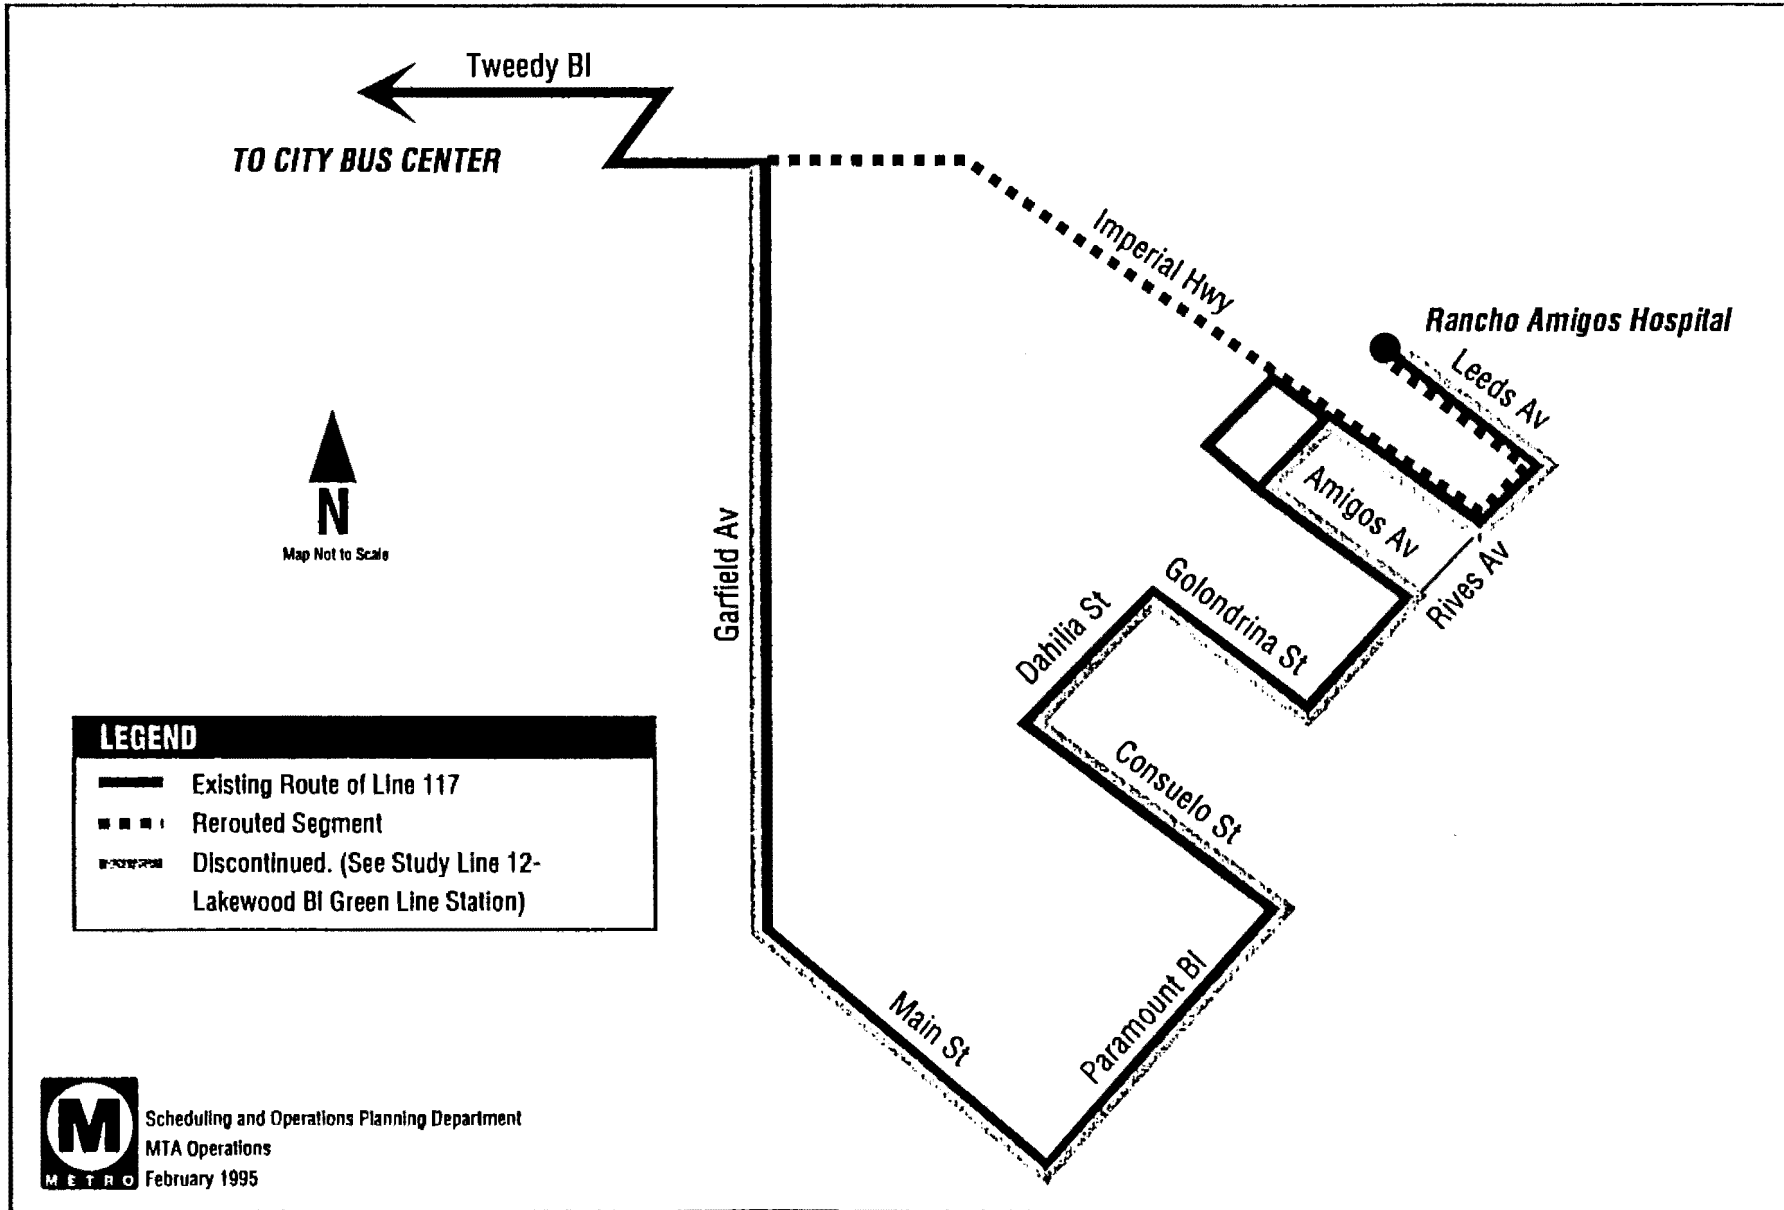 Tweedy Bl
TO CITY BUS CENTER
Imperial Hwy
Rancho Amigos Hospital
Leeds Av
Amigos Av
Rives Av
Golondrina St
Dahilia St
Consuelo St
Paramount Bl
Main St
Garfield Av
N
Map Not to Scale
LEGEND
Existing Route of Line 117
Rerouted Segment
Discontinued. (See Study Line 12-
Lakewood Bl Green Line Station)
M
METRO
Scheduling and Operations Planning Department
MTA Operations
February 1995